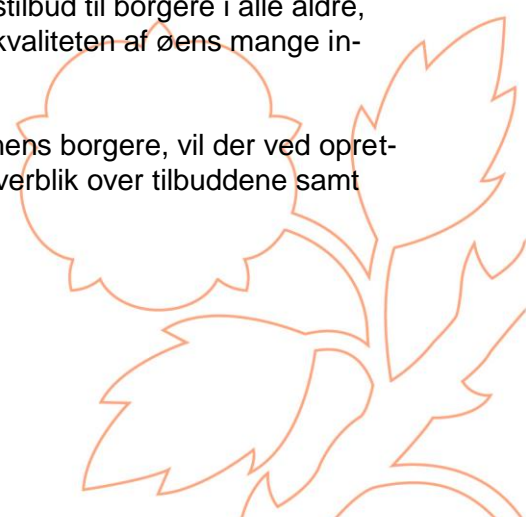 stilbud til borgere i alle aldre,
kvaliteten af øens mange in-
nens borgere, vil der ved opret-
verblik over tilbuddene samt